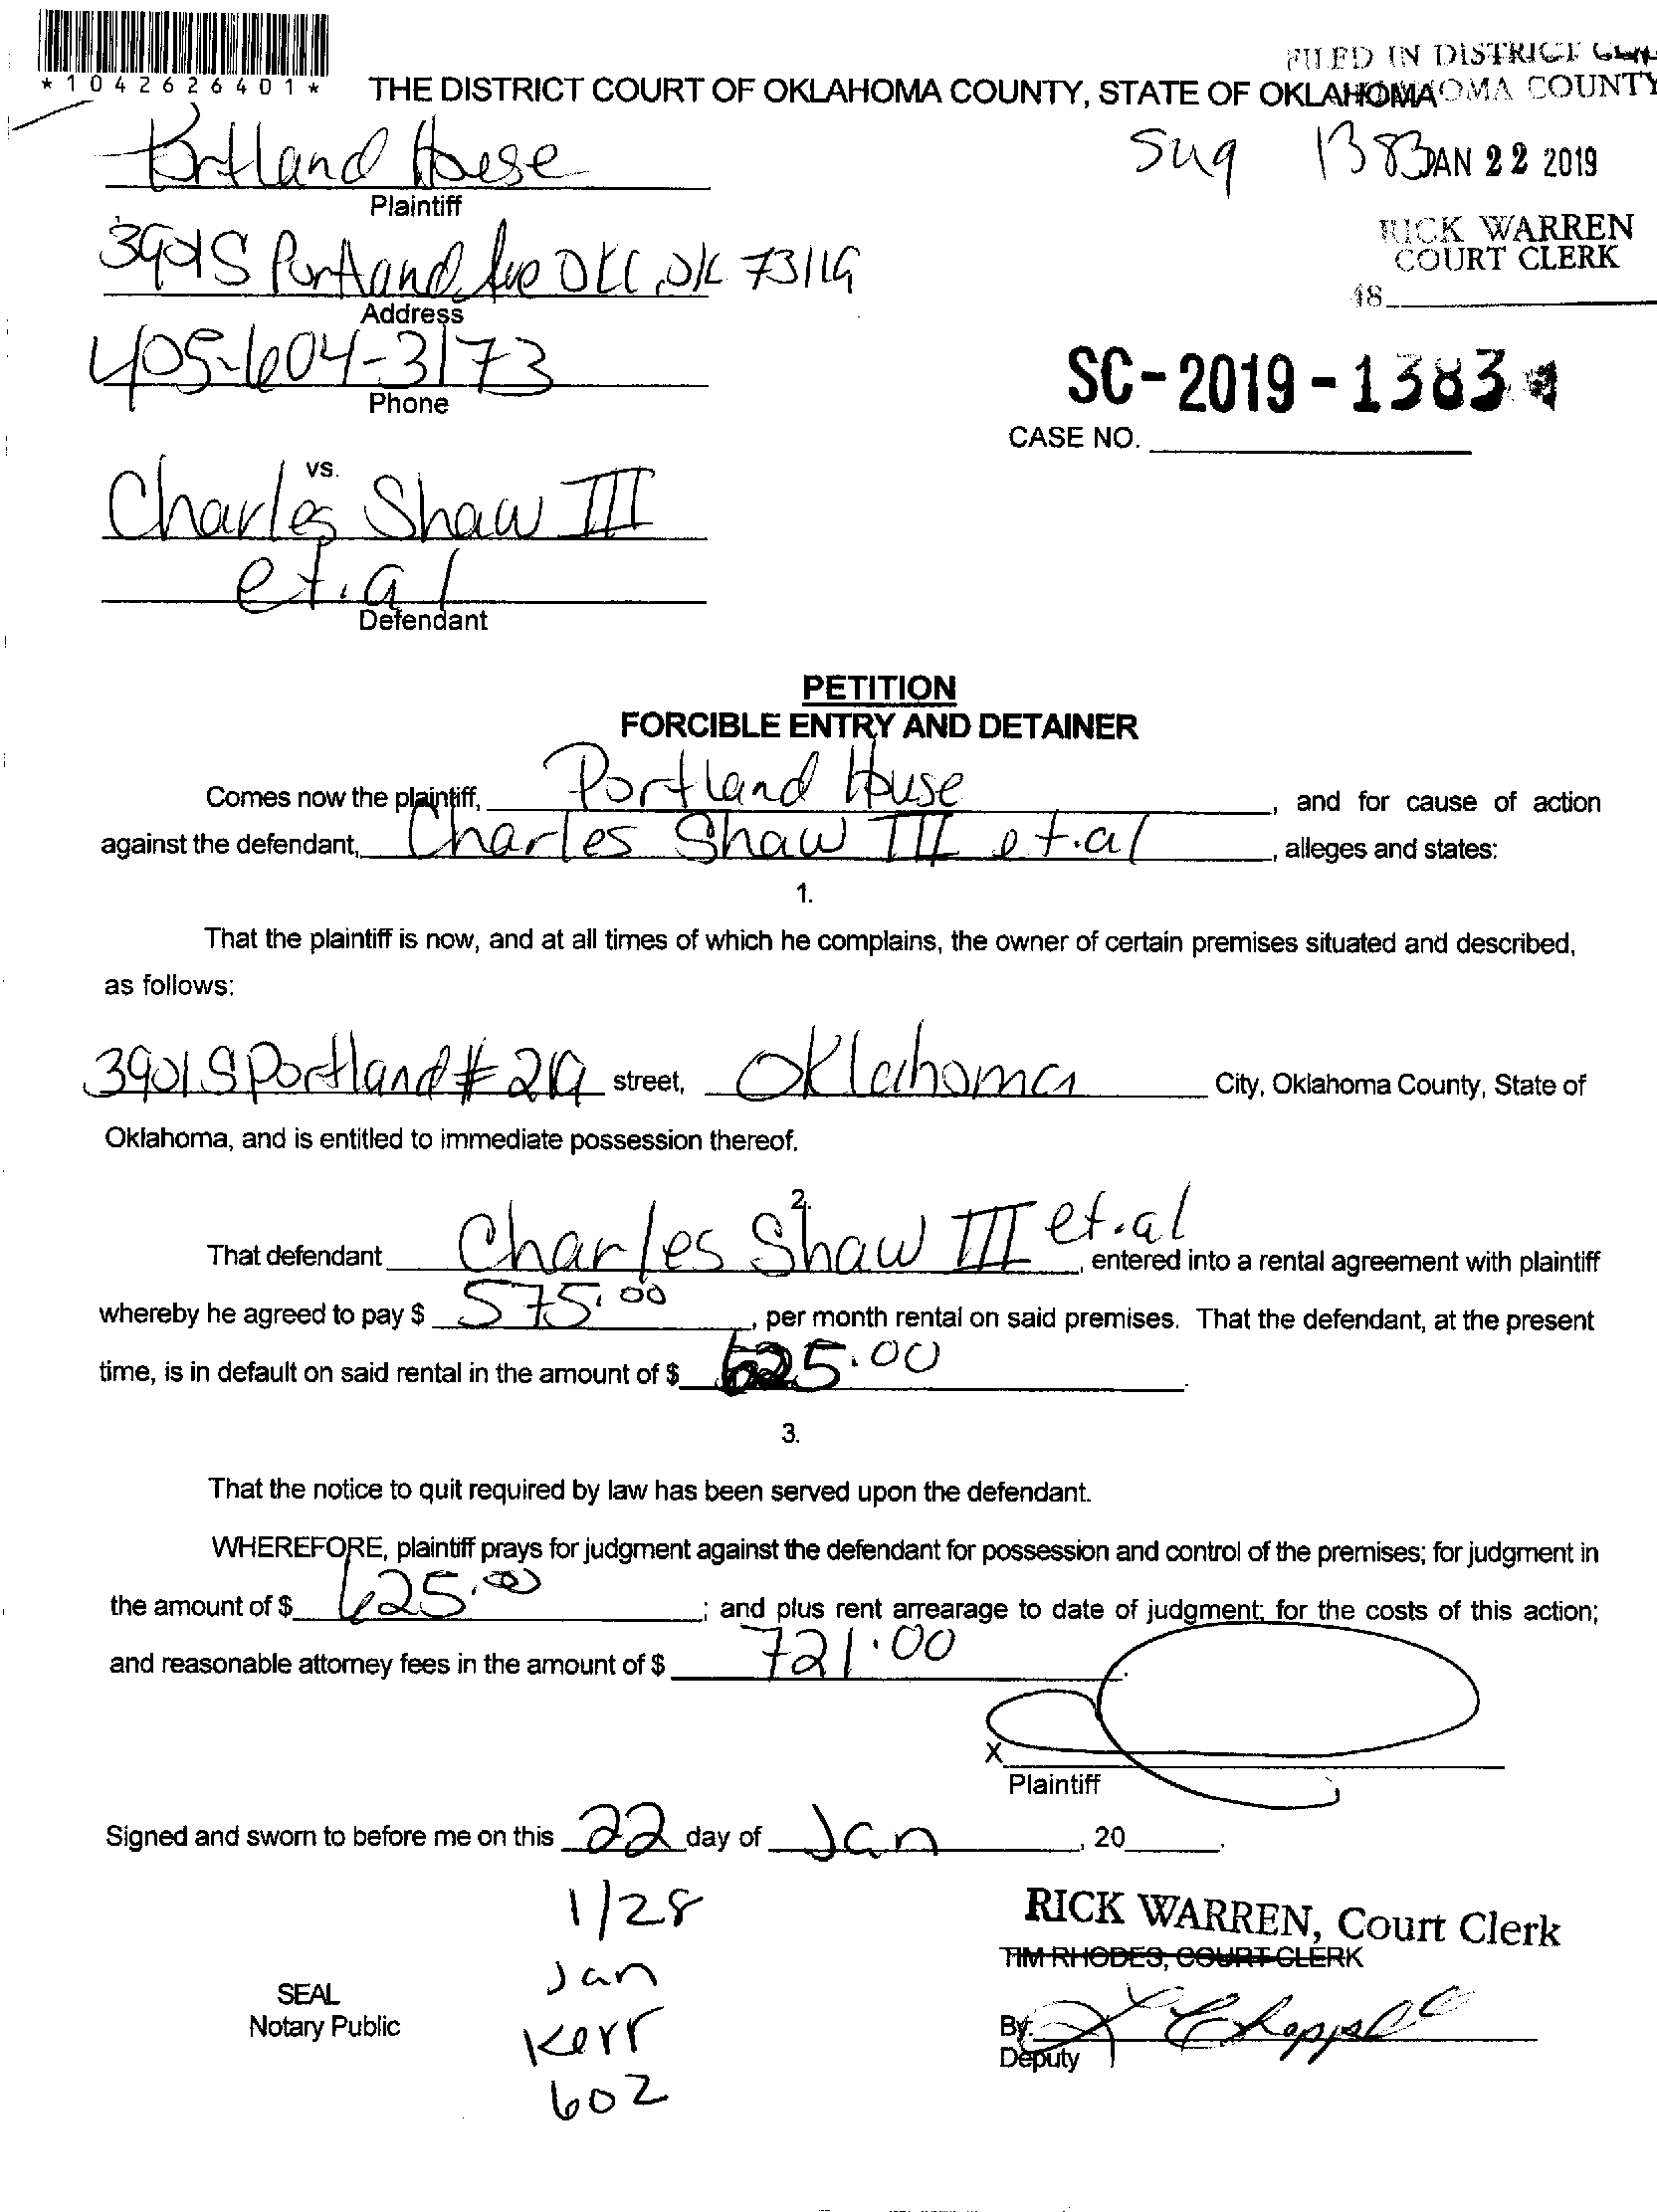 *1042626401*
FILED IN DISTRICT
THE DISTRICT COURT OF OKLAHOMA COUNTY, STATE OF OKLAHOMA
OKLAHOMA COUNTY
Portland House
Plaintiff
1383
JAN 22 2019
RICK WARREN
COURT CLERK
48
3901 S Portland Ave OKC, OK 73119
Address
405-604-3173
Phone
SC-2019-1383
CASE NO.
vs.
Charles Shaw III
et.al
Defendant
PETITION
FORCIBLE ENTRY AND DETAINER
Comes now the plaintiff, Portland House, and for cause of action
against the defendant, Charles Shaw III et.al, alleges and states:
1.
That the plaintiff is now, and at all times of which he complains, the owner of certain premises situated and described,
as follows:
3901 S Portland # 219 street, Oklahoma City, Oklahoma County, State of
Oklahoma, and is entitled to immediate possession thereof.
2.
That defendant Charles Shaw III et.al, entered into a rental agreement with plaintiff
whereby he agreed to pay $ 575.00, per month rental on said premises. That the defendant, at the present
time, is in default on said rental in the amount of $ 625.00.
3.
That the notice to quit required by law has been served upon the defendant.
WHEREFORE, plaintiff prays for judgment against the defendant for possession and control of the premises; for judgment in
the amount of $ 625.00; and plus rent arrearage to date of judgment; for the costs of this action;
and reasonable attorney fees in the amount of $ 721.00.
X
Plaintiff
Signed and sworn to before me on this 22 day of Jan, 20.
1/28
Jan
Kerr
602
SEAL
Notary Public
RICK WARREN, Court Clerk
TIM RHODES, COURT CLERK
By:
Deputy